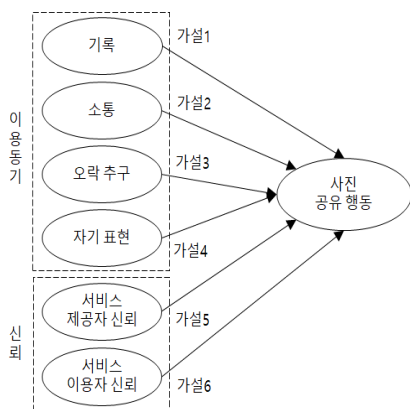 이용동기
기록
가설1
소통
가설2
오락 추구
가설3
자기 표현
가설4
신뢰
서비스
제공자 신뢰
가설5
서비스
이용자 신뢰
가설6
사진
공유 행동